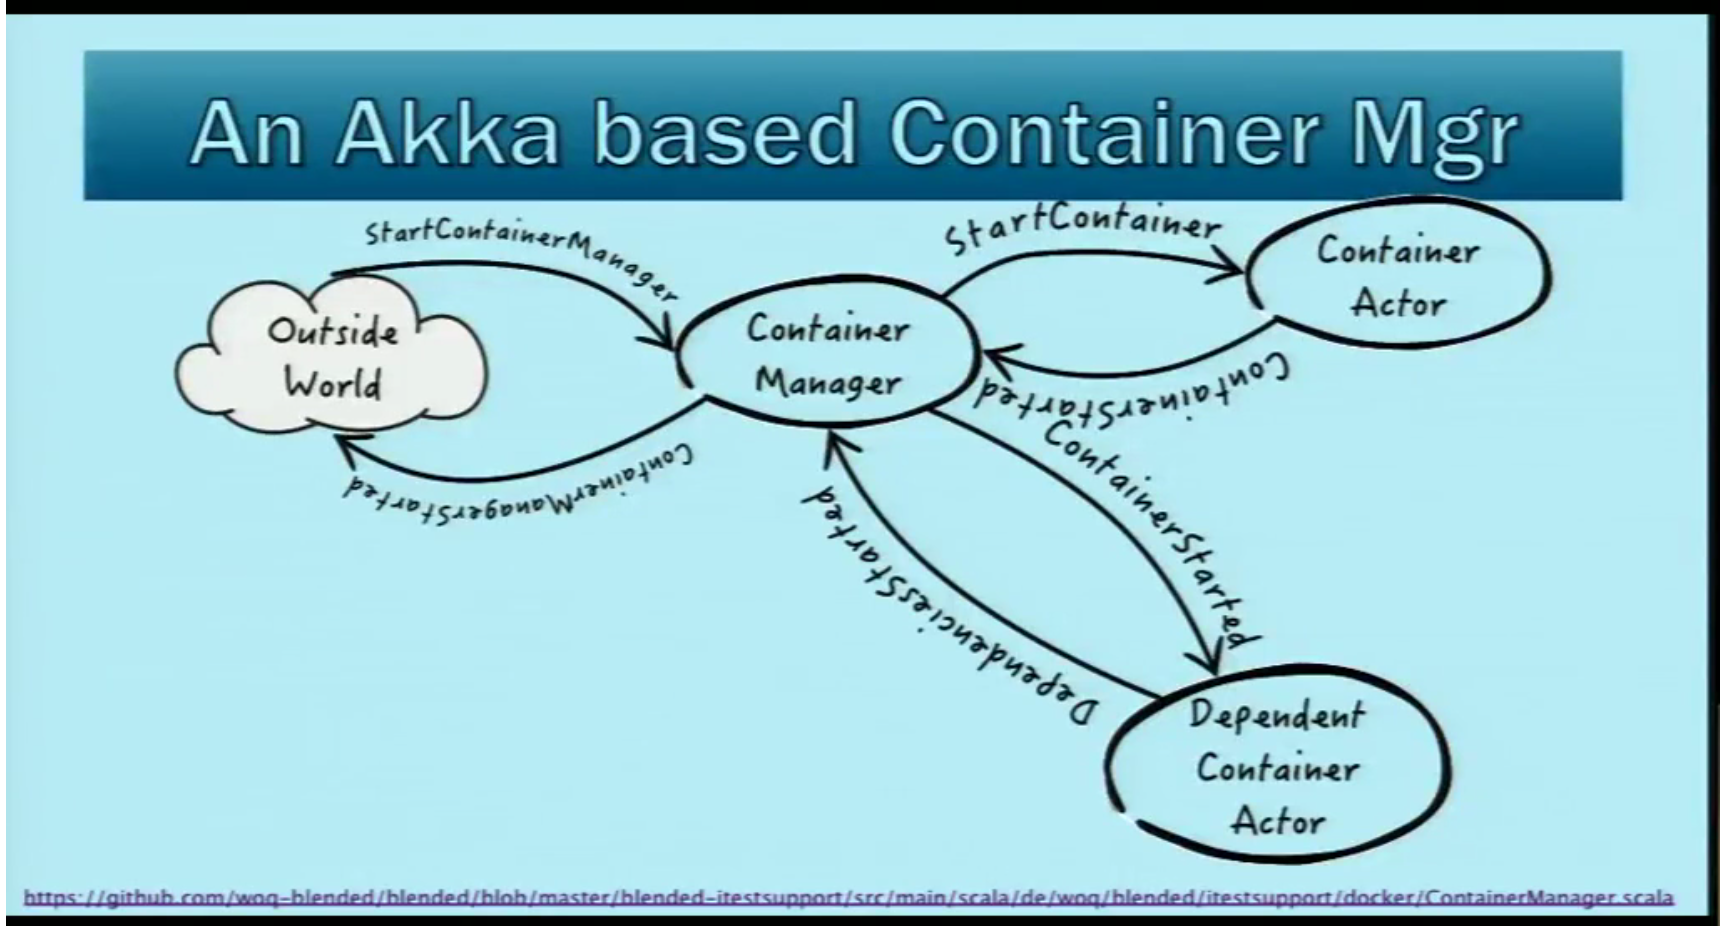 An Akka based Container Mgr
StartContainerManager
StartContainer
Container
Actor
Outside
World
Container
Manager
ContainerStarted
ContainerManagerStarted
ContainerStarted
DependenciesStarted
Dependent
Container
Actor
https://github.com/woq-blended/blended/blob/master/blended-itestsupport/src/main/scala/de/woq/blended/itestsupport/docker/ContainerManager.scala